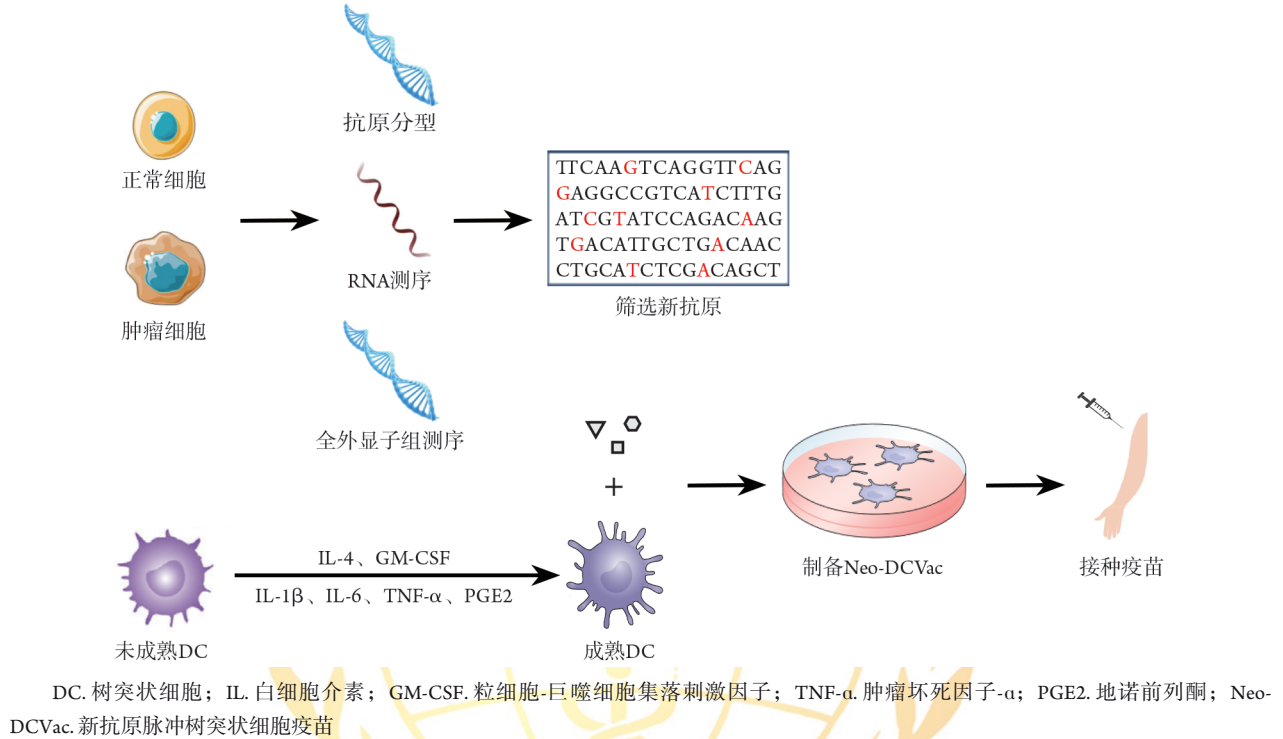 抗原分型
正常细胞
TTCAAGTCAGGTTCAG
GAGGCCGTCATCTTTG
ATCGTATCCAGACAAG
TGACATTGCTGACAAC
CCTGCATCTCGACAGCT
RNA测序
筛选新抗原
肿瘤细胞
全外显子组测序
+
IL-4、GM-CSF
IL-1β、IL-6、TNF-α、PGE2
制备Neo-DCVac
接种疫苗
未成熟DC
成熟DC
DC. 树突状细胞；IL. 白细胞介素；GM-CSF. 粒细胞-巨噬细胞集落刺激因子；TNF-α. 肿瘤坏死因子-α；PGE2. 地诺前列酮；Neo-
DCVac. 新抗原脉冲树突状细胞疫苗